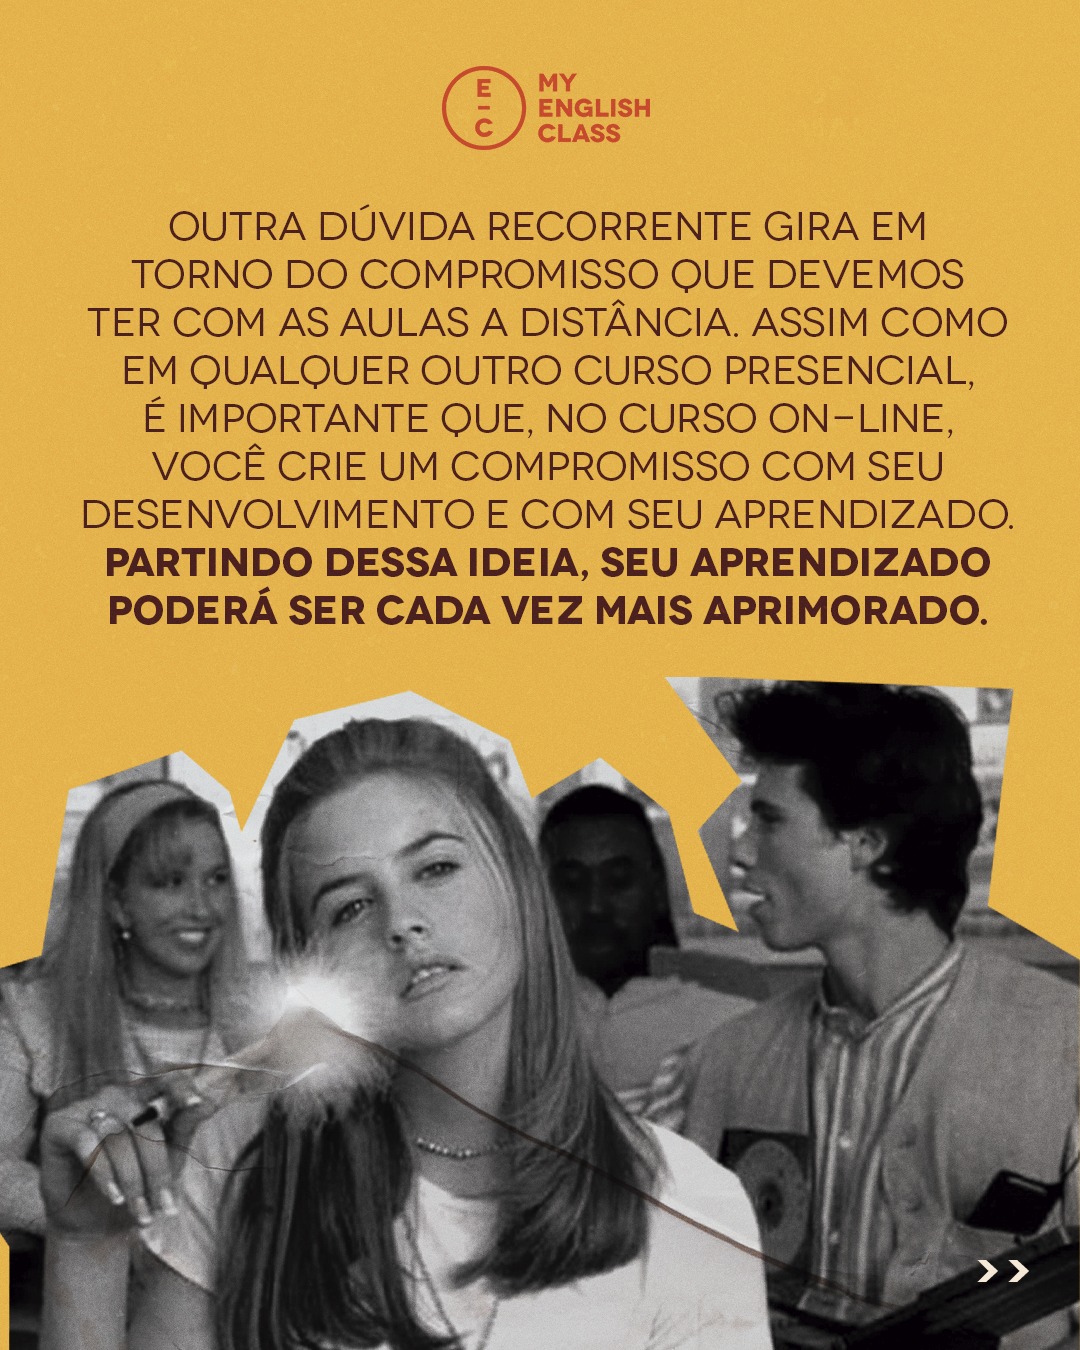 E
-
C
MY
ENGLISH
CLASS
OUTRA DÚVIDA RECORRENTE GIRA EM
TORNO DO COMPROMISSO QUE DEVEMOS
TER COM AS AULAS A DISTÂNCIA. ASSIM COMO
EM QUALQUER OUTRO CURSO PRESENCIAL,
É IMPORTANTE QUE, NO CURSO ON-LINE,
VOCÊ CRIE UM COMPROMISSO COM SEU
DESENVOLVIMENTO E COM SEU APRENDIZADO.
PARTINDO DESSA IDEIA, SEU APRENDIZADO
PODERÁ SER CADA VEZ MAIS APRIMORADO.